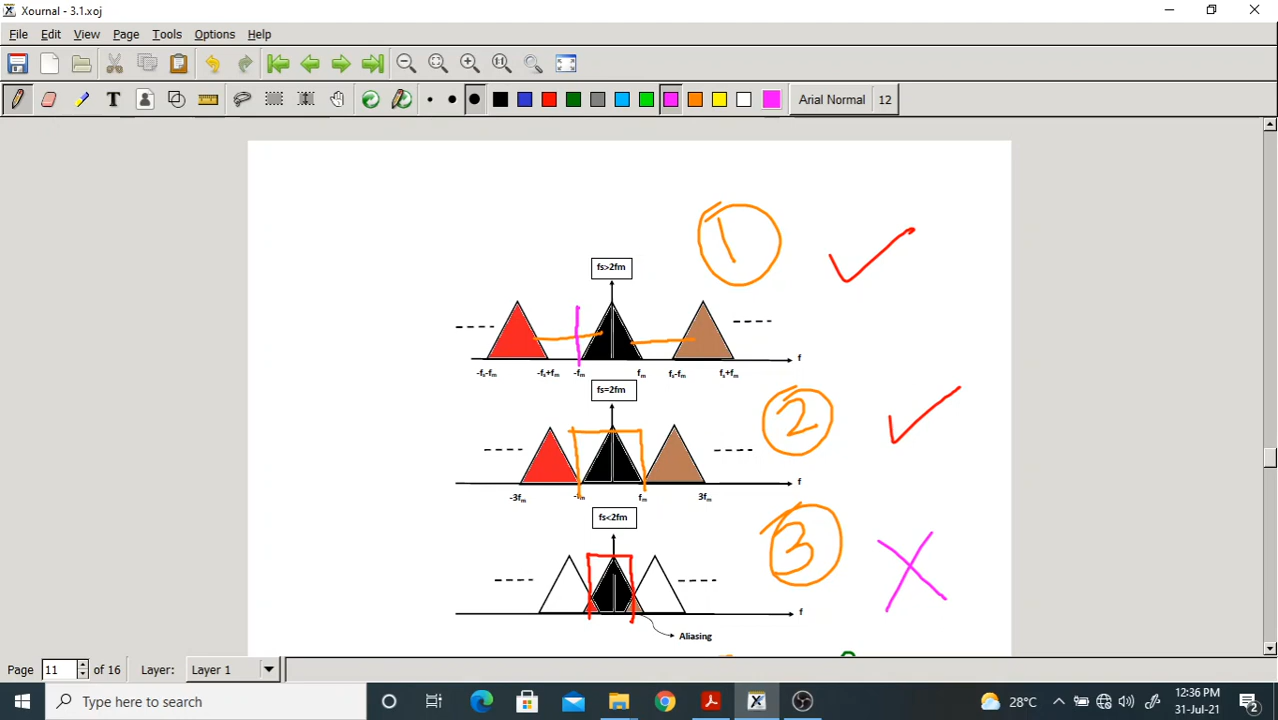 Xournal - 3.1.xoj
File Edit View Page Tools Options Help
T Arial Normal 12
1
fs>2fm
f
-fs-fm -fs+fm -fm fm fs-fm fs+fm
fs=2fm
2
f
-3fm -fm fm 3fm
fs<2fm
3
f
Aliasing
Page 11 of 16 Layer: Layer 1
Type here to search
28°C
12:36 PM
31-Jul-21
2